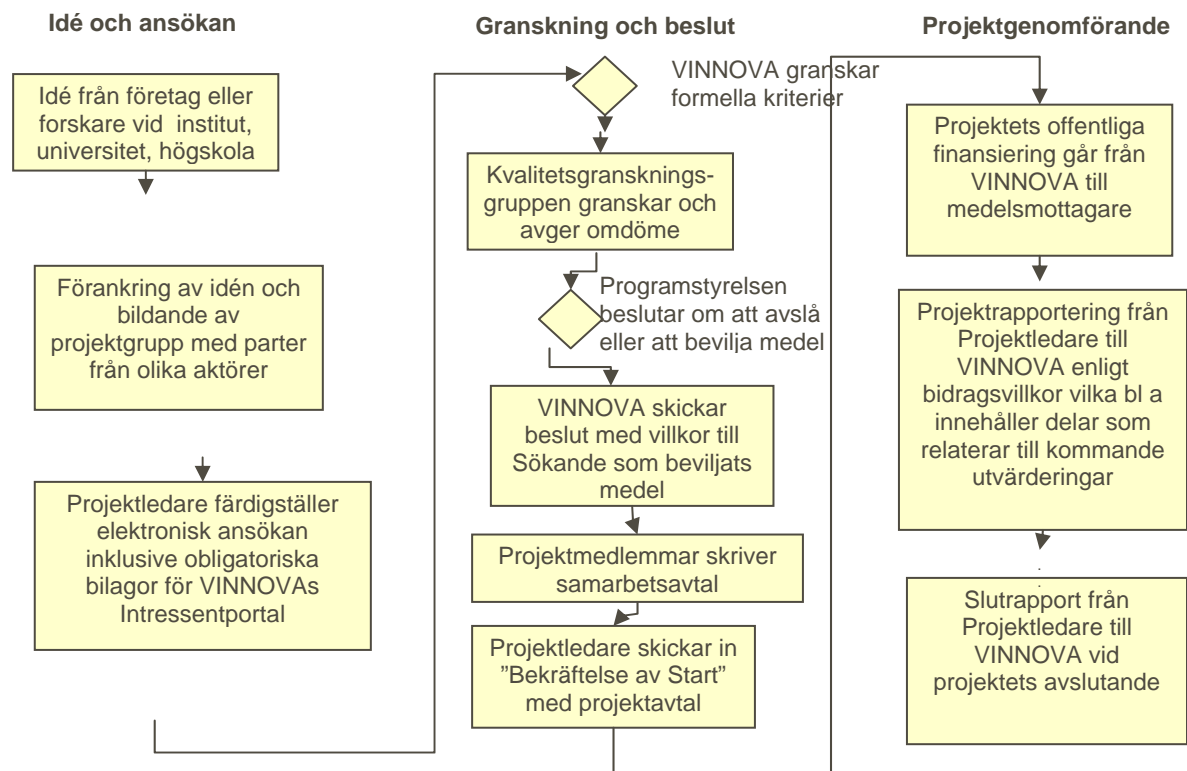 Idé och ansökan
Idé från företag eller
forskare vid institut,
universitet, högskola
Förankring av idén och
bildande av
projektgrupp med parter
från olika aktörer
Projektledare färdigställer
elektronisk ansökan
inklusive obligatoriska
bilagor för VINNOVAs
Intressentportal
Granskning och beslut
VINNOVA granskar
formella kriterier
Kvalitetsgransknings-
gruppen granskar och
avger omdöme
Programstyrelsen
beslutar om att avslå
eller att bevilja medel
VINNOVA skickar
beslut med villkor till
Sökande som beviljats
medel
Projektmedlemmar skriver
samarbetsavtal
Projektledare skickar in
”Bekräftelse av Start”
med projektavtal
Projektgenomförande
Projektets offentliga
finansiering går från
VINNOVA till
medelsmottagare
Projektrapportering från
Projektledare till
VINNOVA enligt
bidragsvillkor vilka bl a
innehåller delar som
relaterar till kommande
utvärderingar
Slutrapport från
Projektledare till
VINNOVA vid
projektets avslutande